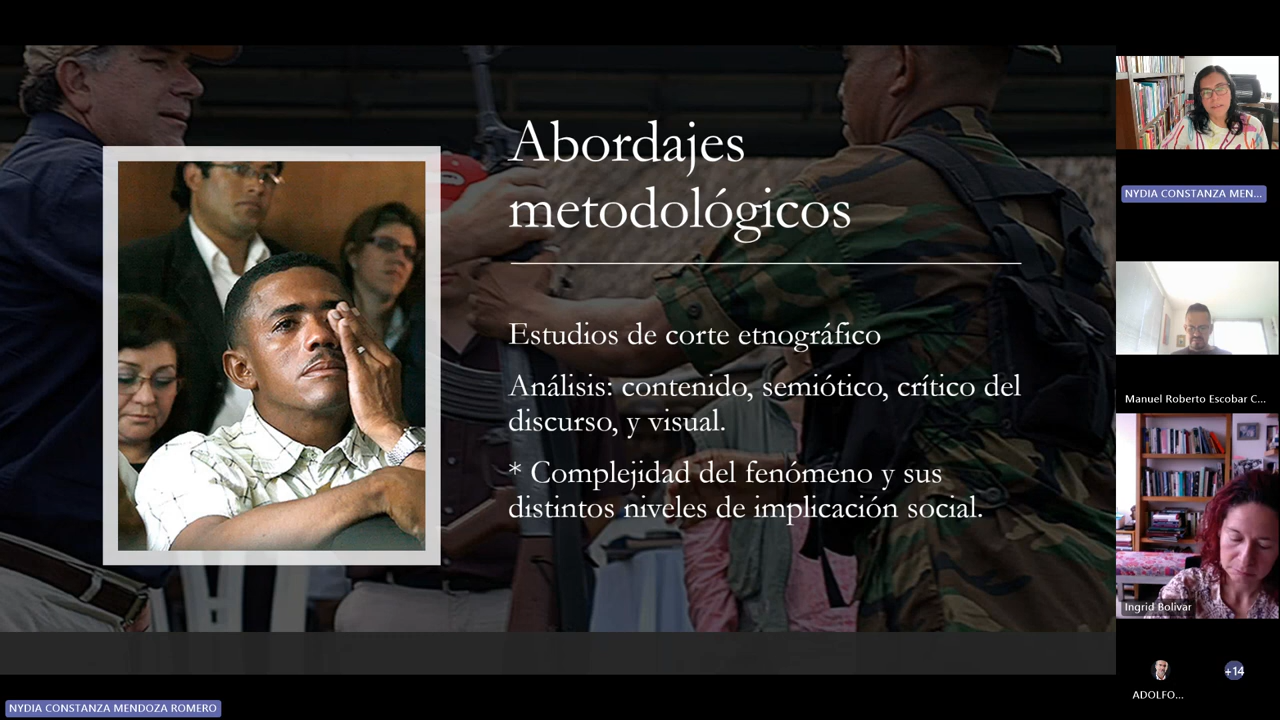 Abordajes
metodológicos
Estudios de corte etnográfico
Análisis: contenido, semiótico, crítico del
discurso, y visual.
* Complejidad del fenómeno y sus
distintos niveles de implicación social.
NYDIA CONSTANZA MEN...
Manuel Roberto Escobar C...
Ingrid Bolivar
ADOLFO...
+14
NYDIA CONSTANZA MENDOZA ROMERO